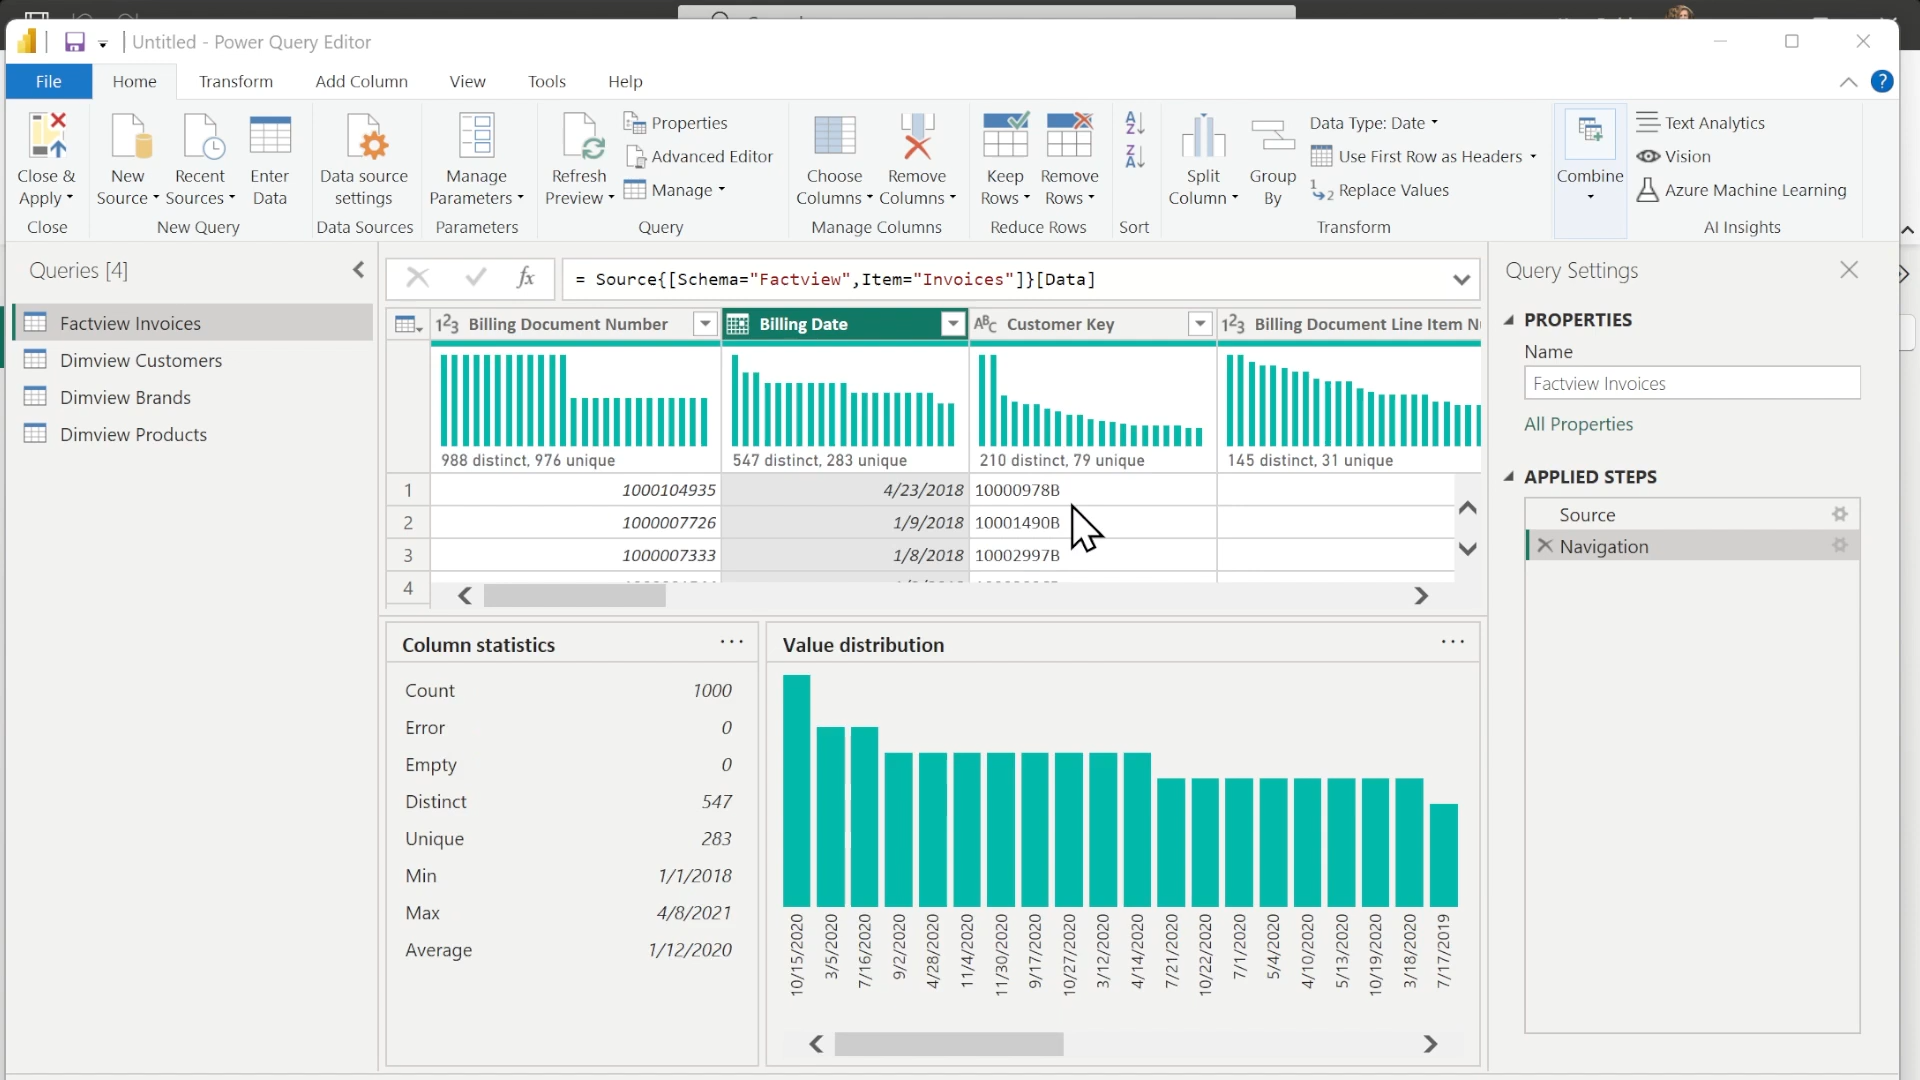 Untitled - Power Query Editor
File Home Transform Add Column View Tools Help
Close & Apply
Close
New Source
Recent Sources
Enter Data
New Query
Data source settings
Data Sources
Manage Parameters
Parameters
Refresh Preview
Properties
Advanced Editor
Manage
Query
Choose Columns
Remove Columns
Manage Columns
Keep Rows
Remove Rows
Reduce Rows
Sort
Split Column
Group By
Data Type: Date
Use First Row as Headers
Replace Values
Transform
Combine
Text Analytics
Vision
Azure Machine Learning
AI Insights
Queries [4]
Factview Invoices
Dimview Customers
Dimview Brands
Dimview Products
fx = Source{[Schema="Factview",Item="Invoices"]}[Data]
Billing Document Number Billing Date Customer Key Billing Document Line Item
988 distinct, 976 unique 547 distinct, 283 unique 210 distinct, 79 unique 145 distinct, 31 unique
1 1000104935 4/23/2018 10000978B
2 1000007726 1/9/2018 10001490B
3 1000007333 1/8/2018 10002997B
4
Column statistics
Count 1000
Error 0
Empty 0
Distinct 547
Unique 283
Min 1/1/2018
Max 4/8/2021
Average 1/12/2020
Value distribution
10/15/2020
3/5/2020
7/16/2020
9/2/2020
4/28/2020
11/4/2020
11/30/2020
9/17/2020
10/27/2020
3/12/2020
4/14/2020
7/21/2020
10/22/2020
7/1/2020
5/4/2020
4/10/2020
5/13/2020
10/19/2020
3/18/2020
7/17/2019
Query Settings
PROPERTIES
Name
Factview Invoices
All Properties
APPLIED STEPS
Source
Navigation